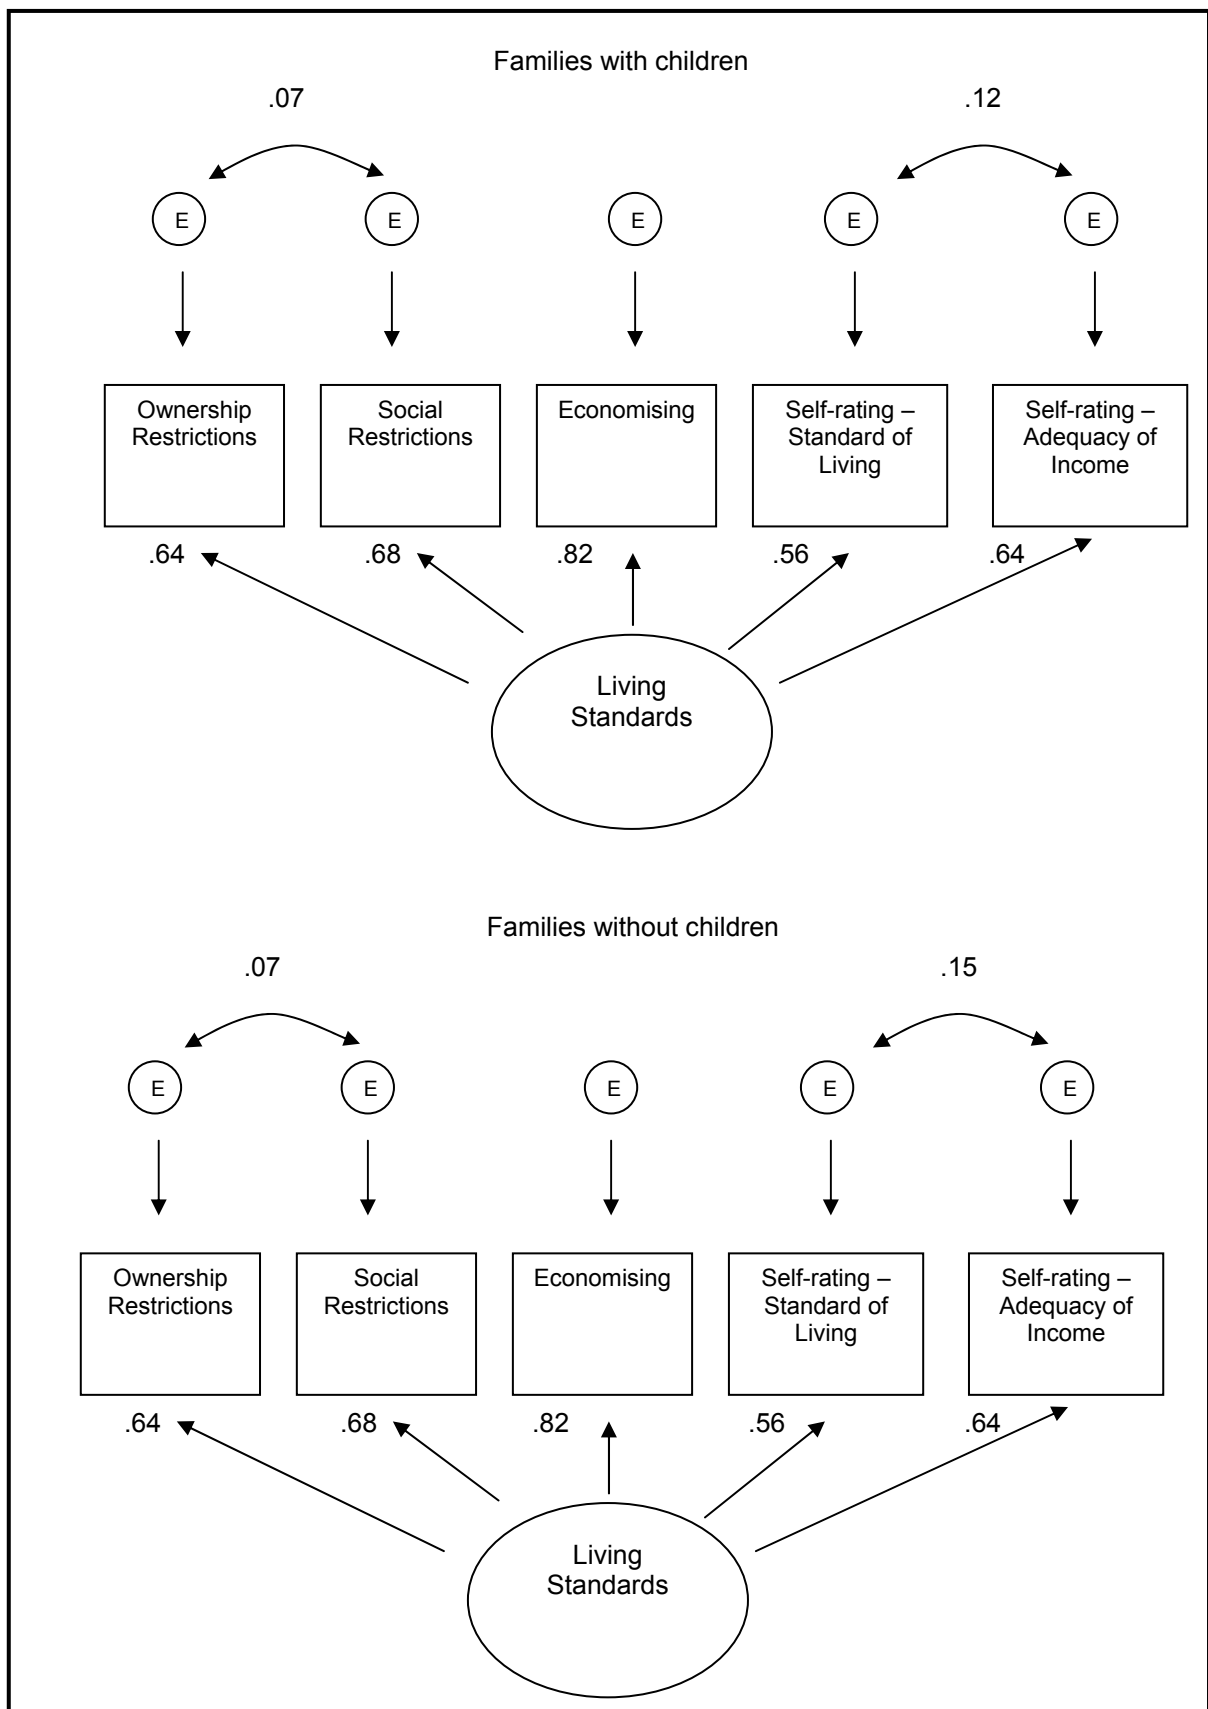 Families with children
.07
.12
E
E
E
E
E
Ownership
Restrictions
Social
Restrictions
Economising
Self-rating –
Standard of
Living
Self-rating –
Adequacy of
Income
.64
.68
.82
.56
.64
Living
Standards
Families without children
.07
.15
E
E
E
E
E
Ownership
Restrictions
Social
Restrictions
Economising
Self-rating –
Standard of
Living
Self-rating –
Adequacy of
Income
.64
.68
.82
.56
.64
Living
Standards